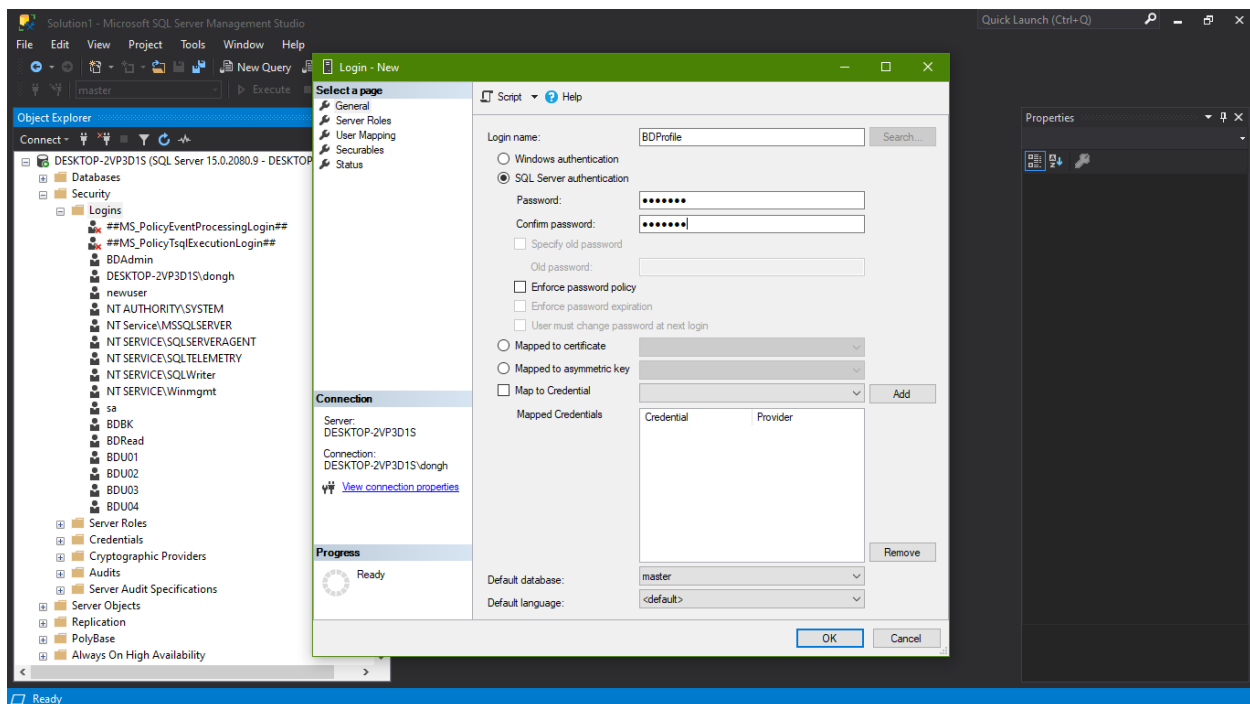 Solution1 - Microsoft SQL Server Management Studio
Quick Launch (Ctrl+Q)
File Edit View Project Tools Window Help
New Query
master
Execute
Object Explorer
Connect
DESKTOP-2VP3D1S (SQL Server 15.0.2080.9 - DESKTOP
Databases
Security
Logins
##MS_PolicyEventProcessingLogin##
##MS_PolicyTsqlExecutionLogin##
BDAdmin
DESKTOP-2VP3D1S\dongh
newuser
NT AUTHORITY\SYSTEM
NT Service\MSSQLSERVER
NT SERVICE\SQLSERVERAGENT
NT SERVICE\SQLTELEMETRY
NT SERVICE\SQLWriter
NT SERVICE\Winmgmt
sa
BDBK
BDRead
BDU01
BDU02
BDU03
BDU04
Server Roles
Credentials
Cryptographic Providers
Audits
Server Audit Specifications
Server Objects
Replication
PolyBase
Always On High Availability
Ready
Login - New
Select a page
General
Server Roles
User Mapping
Securables
Status
Connection
Server:
DESKTOP-2VP3D1S
Connection:
DESKTOP-2VP3D1S\dongh
View connection properties
Progress
Ready
Script Help
Login name: BDProfile Search...
Windows authentication
SQL Server authentication
Password: •••••••
Confirm password: •••••••
Specify old password
Old password:
Enforce password policy
Enforce password expiration
User must change password at next login
Mapped to certificate
Mapped to asymmetric key
Map to Credential Add
Mapped Credentials Credential Provider
Remove
Default database: master
Default language: <default>
OK Cancel
Properties